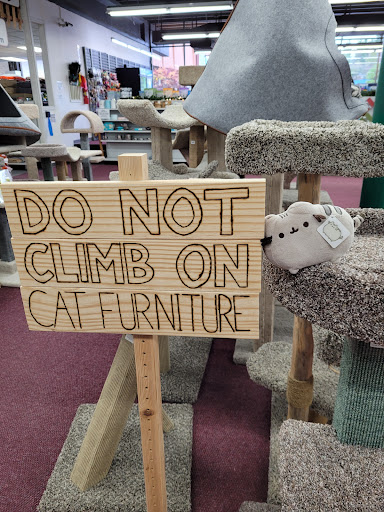 DO NOT
CLIMB ON
CAT FURNITURE